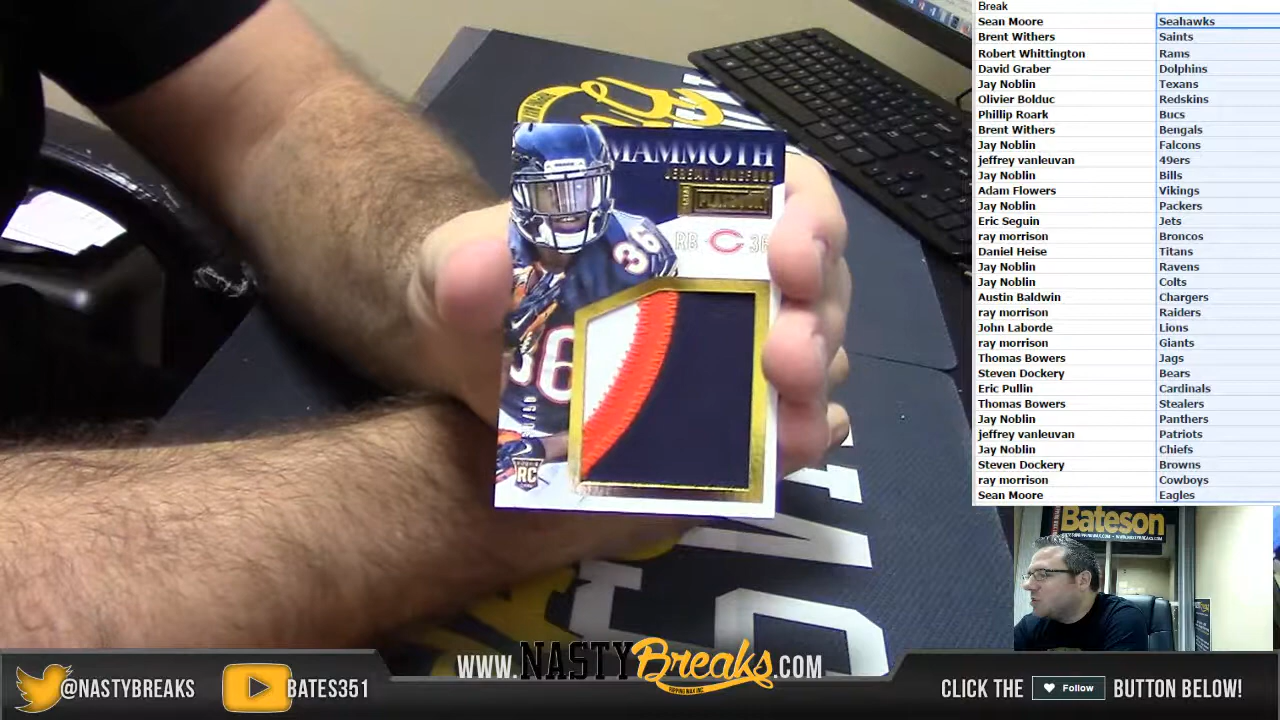 Break
Sean Moore Seahawks
Brent Withers Saints
Robert Whittington Rams
David Graber Dolphins
Jay Noblin Texans
Olivier Bolduc Redskins
Phillip Roark Bucs
Brent Withers Bengals
Jay Noblin Falcons
jeffrey vanleuvan 49ers
Jay Noblin Bills
Adam Flowers Vikings
Jay Noblin Packers
Eric Seguin Jets
ray morrison Broncos
Daniel Heise Titans
Jay Noblin Ravens
Jay Noblin Colts
Austin Baldwin Chargers
ray morrison Raiders
John Laborde Lions
ray morrison Giants
Thomas Bowers Jags
Steven Dockery Bears
Eric Pullin Cardinals
Thomas Bowers Stealers
Jay Noblin Panthers
jeffrey vanleuvan Patriots
Jay Noblin Chiefs
Steven Dockery Browns
ray morrison Cowboys
Sean Moore Eagles
MAMMOTH
JEREMY LANGFORD
PLAYBOOK
RB C 36
36
36
RC
Bateson
@NASTYBREAKS
BATES351
WWW.NASTYBreaks.COM
CLICK THE Follow BUTTON BELOW!